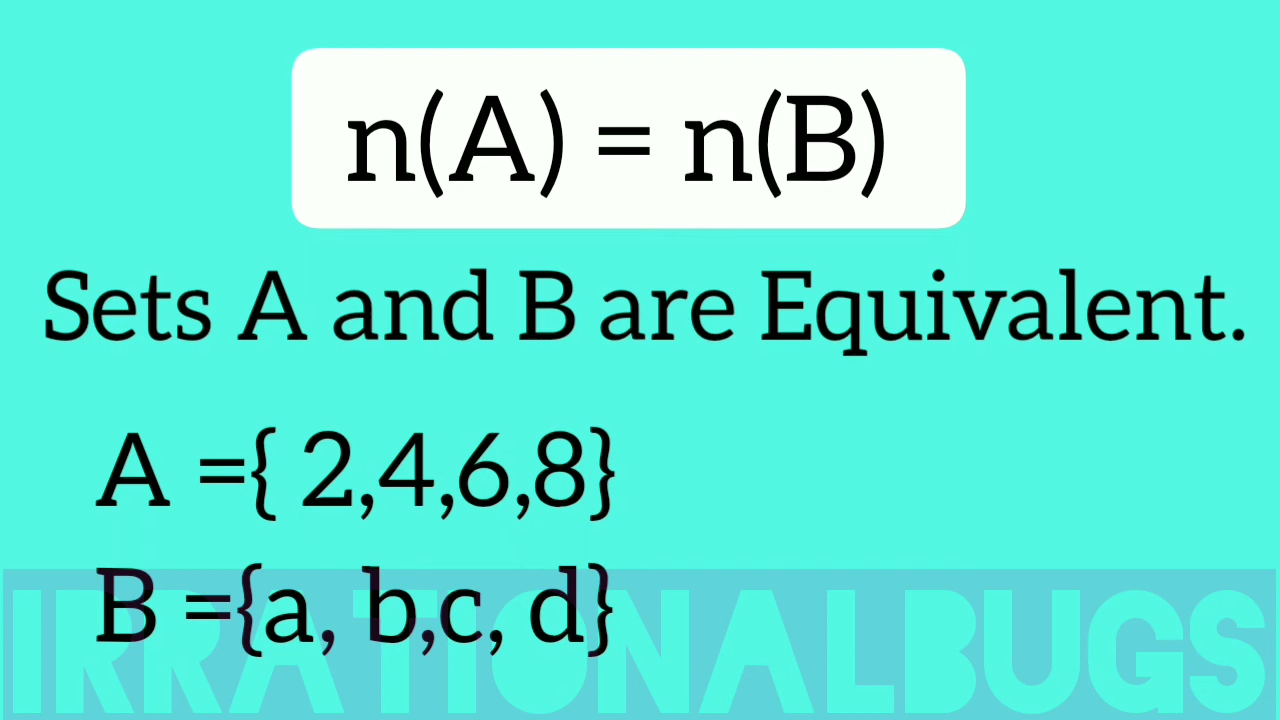 n(A) = n(B)
Sets A and B are Equivalent.
A ={ 2,4,6,8}
B ={a, b,c, d}
IRRATIONALBUGS